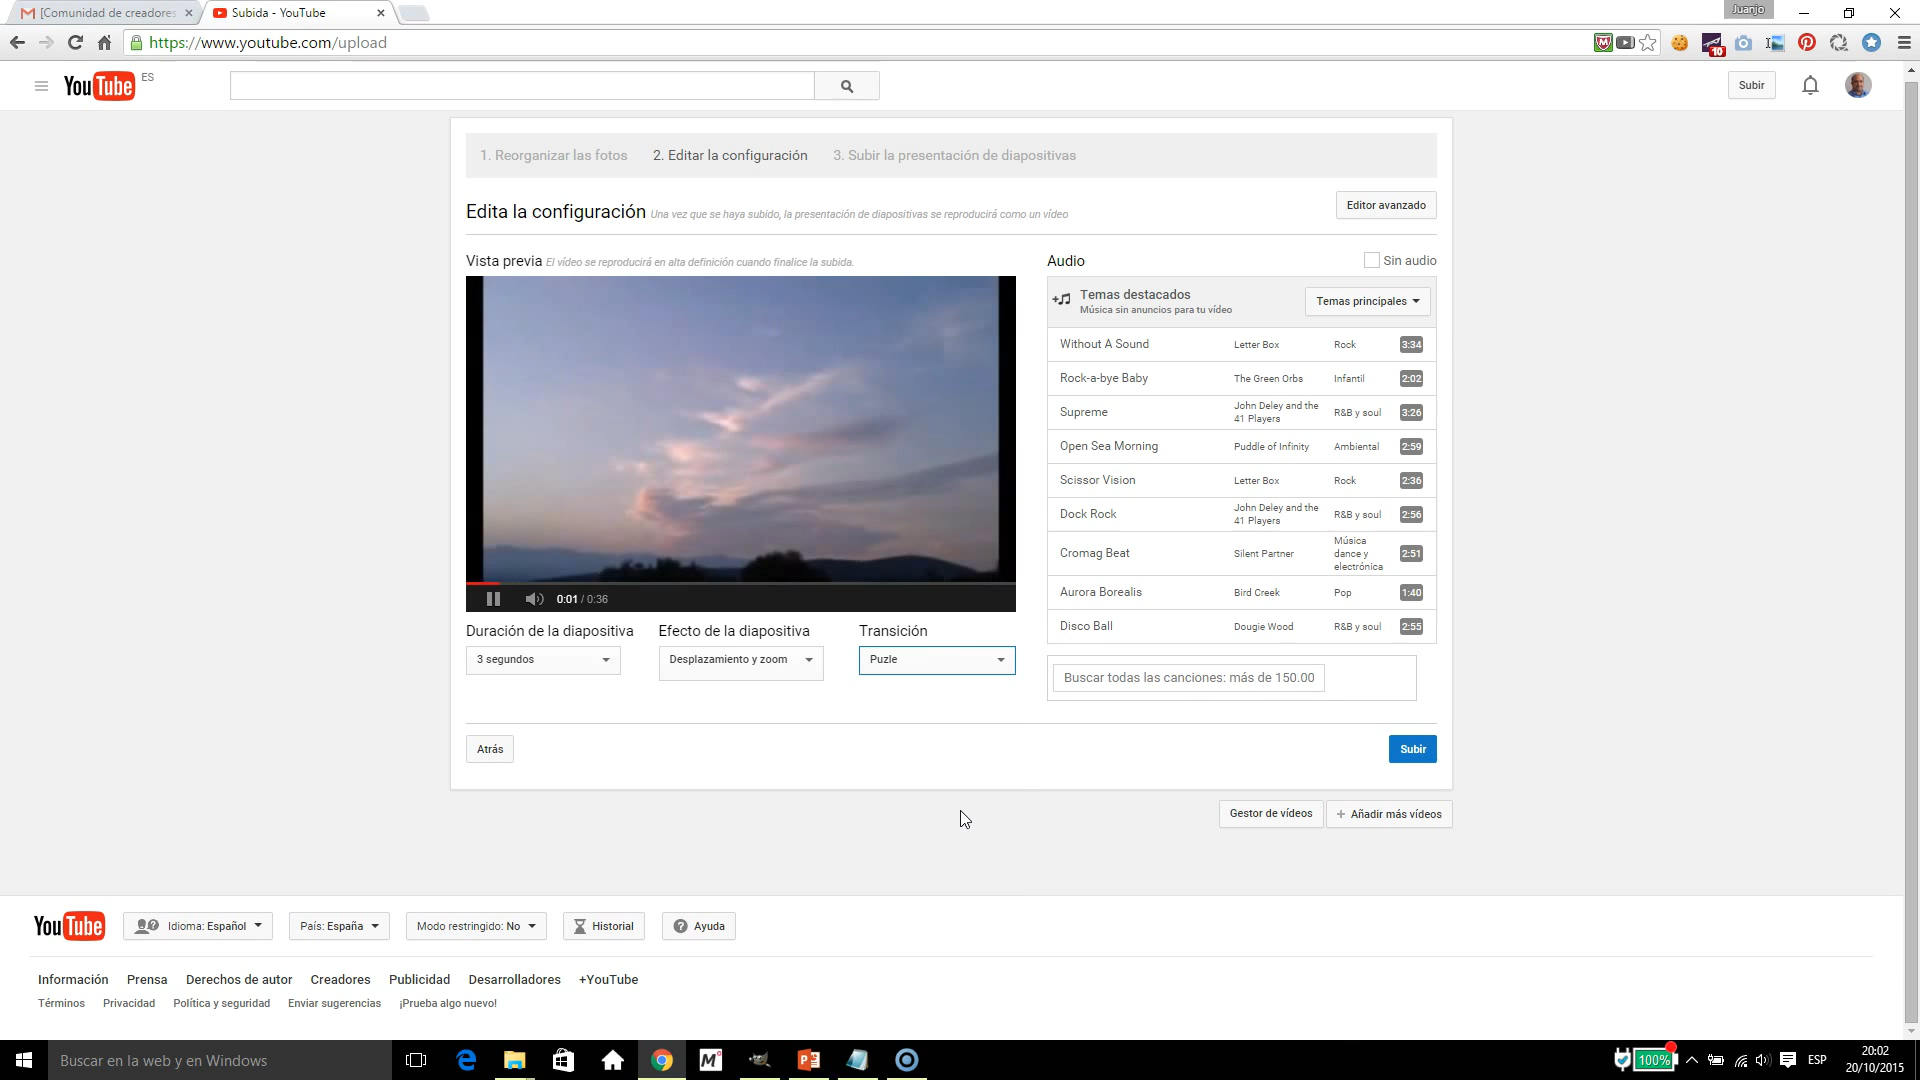 [Comunidad de creadores
Subida - YouTube
Juanjo
https://www.youtube.com/upload
10
YouTube ES
Subir
1. Reorganizar las fotos 2. Editar la configuración 3. Subir la presentación de diapositivas
Edita la configuración Una vez que se haya subido, la presentación de diapositivas se reproducirá como un vídeo
Editor avanzado
Vista previa El vídeo se reproducirá en alta definición cuando finalice la subida.
0:01 / 0:36
Duración de la diapositiva Efecto de la diapositiva Transición
3 segundos Desplazamiento y zoom Puzle
Audio Sin audio
Temas destacados
Música sin anuncios para tu vídeo
Temas principales
Without A Sound Letter Box Rock 3:34
Rock-a-bye Baby The Green Orbs Infantil 2:02
Supreme John Deley and the 41 Players R&B y soul 3:26
Open Sea Morning Puddle of Infinity Ambiental 2:59
Scissor Vision Letter Box Rock 2:36
Dock Rock John Deley and the 41 Players R&B y soul 2:56
Cromag Beat Silent Partner Música dance y electrónica 2:51
Aurora Borealis Bird Creek Pop 1:40
Disco Ball Dougie Wood R&B y soul 2:55
Buscar todas las canciones: más de 150.00
Atrás Subir
Gestor de vídeos + Añadir más vídeos
YouTube Idioma: Español País: España Modo restringido: No Historial Ayuda
Información Prensa Derechos de autor Creadores Publicidad Desarrolladores +YouTube
Términos Privacidad Política y seguridad Enviar sugerencias ¡Prueba algo nuevo!
Buscar en la web y en Windows
100%
ESP
20:02
20/10/2015